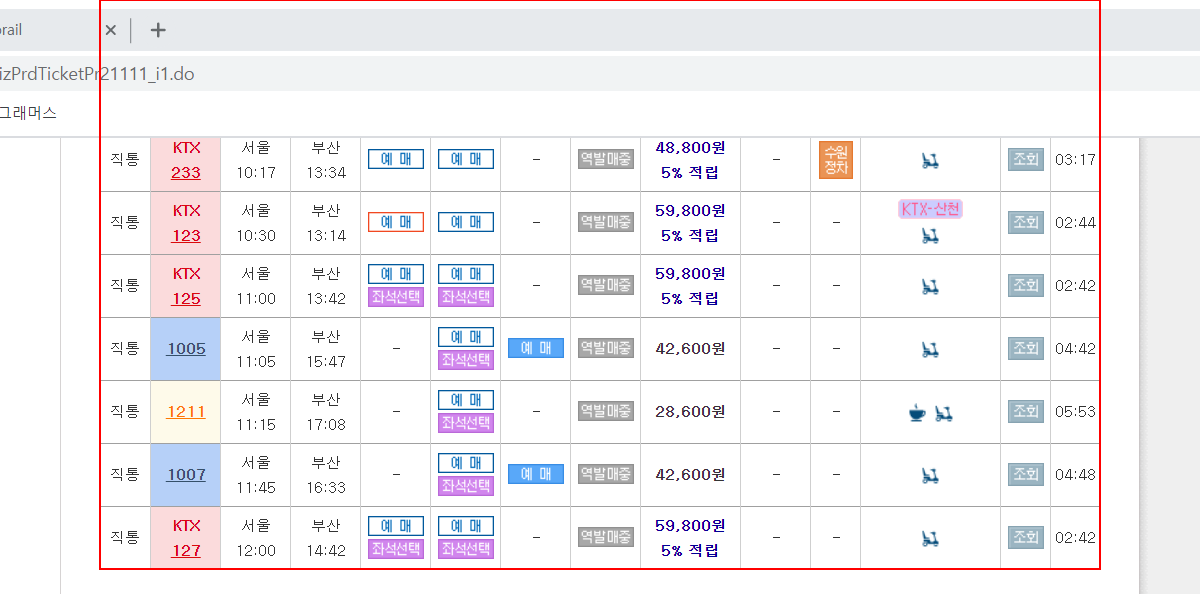 orail
izPrdTicketPr21111_i1.do
그래머스
직통 KTX 233 서울 10:17 부산 13:34 예 매 예 매 - 역발매중 48,800원 5% 적립 - 수원 정차 조회 03:17
직통 KTX 123 서울 10:30 부산 13:14 예 매 예 매 - 역발매중 59,800원 5% 적립 - - KTX-산천 조회 02:44
직통 KTX 125 서울 11:00 부산 13:42 예 매 좌석선택 예 매 좌석선택 - 역발매중 59,800원 5% 적립 - - 조회 02:42
직통 1005 서울 11:05 부산 15:47 - 예 매 좌석선택 예 매 역발매중 42,600원 - - 조회 04:42
직통 1211 서울 11:15 부산 17:08 - 예 매 좌석선택 - 역발매중 28,600원 - - 조회 05:53
직통 1007 서울 11:45 부산 16:33 - 예 매 좌석선택 예 매 역발매중 42,600원 - - 조회 04:48
직통 KTX 127 서울 12:00 부산 14:42 예 매 좌석선택 예 매 좌석선택 - 역발매중 59,800원 5% 적립 - - 조회 02:42